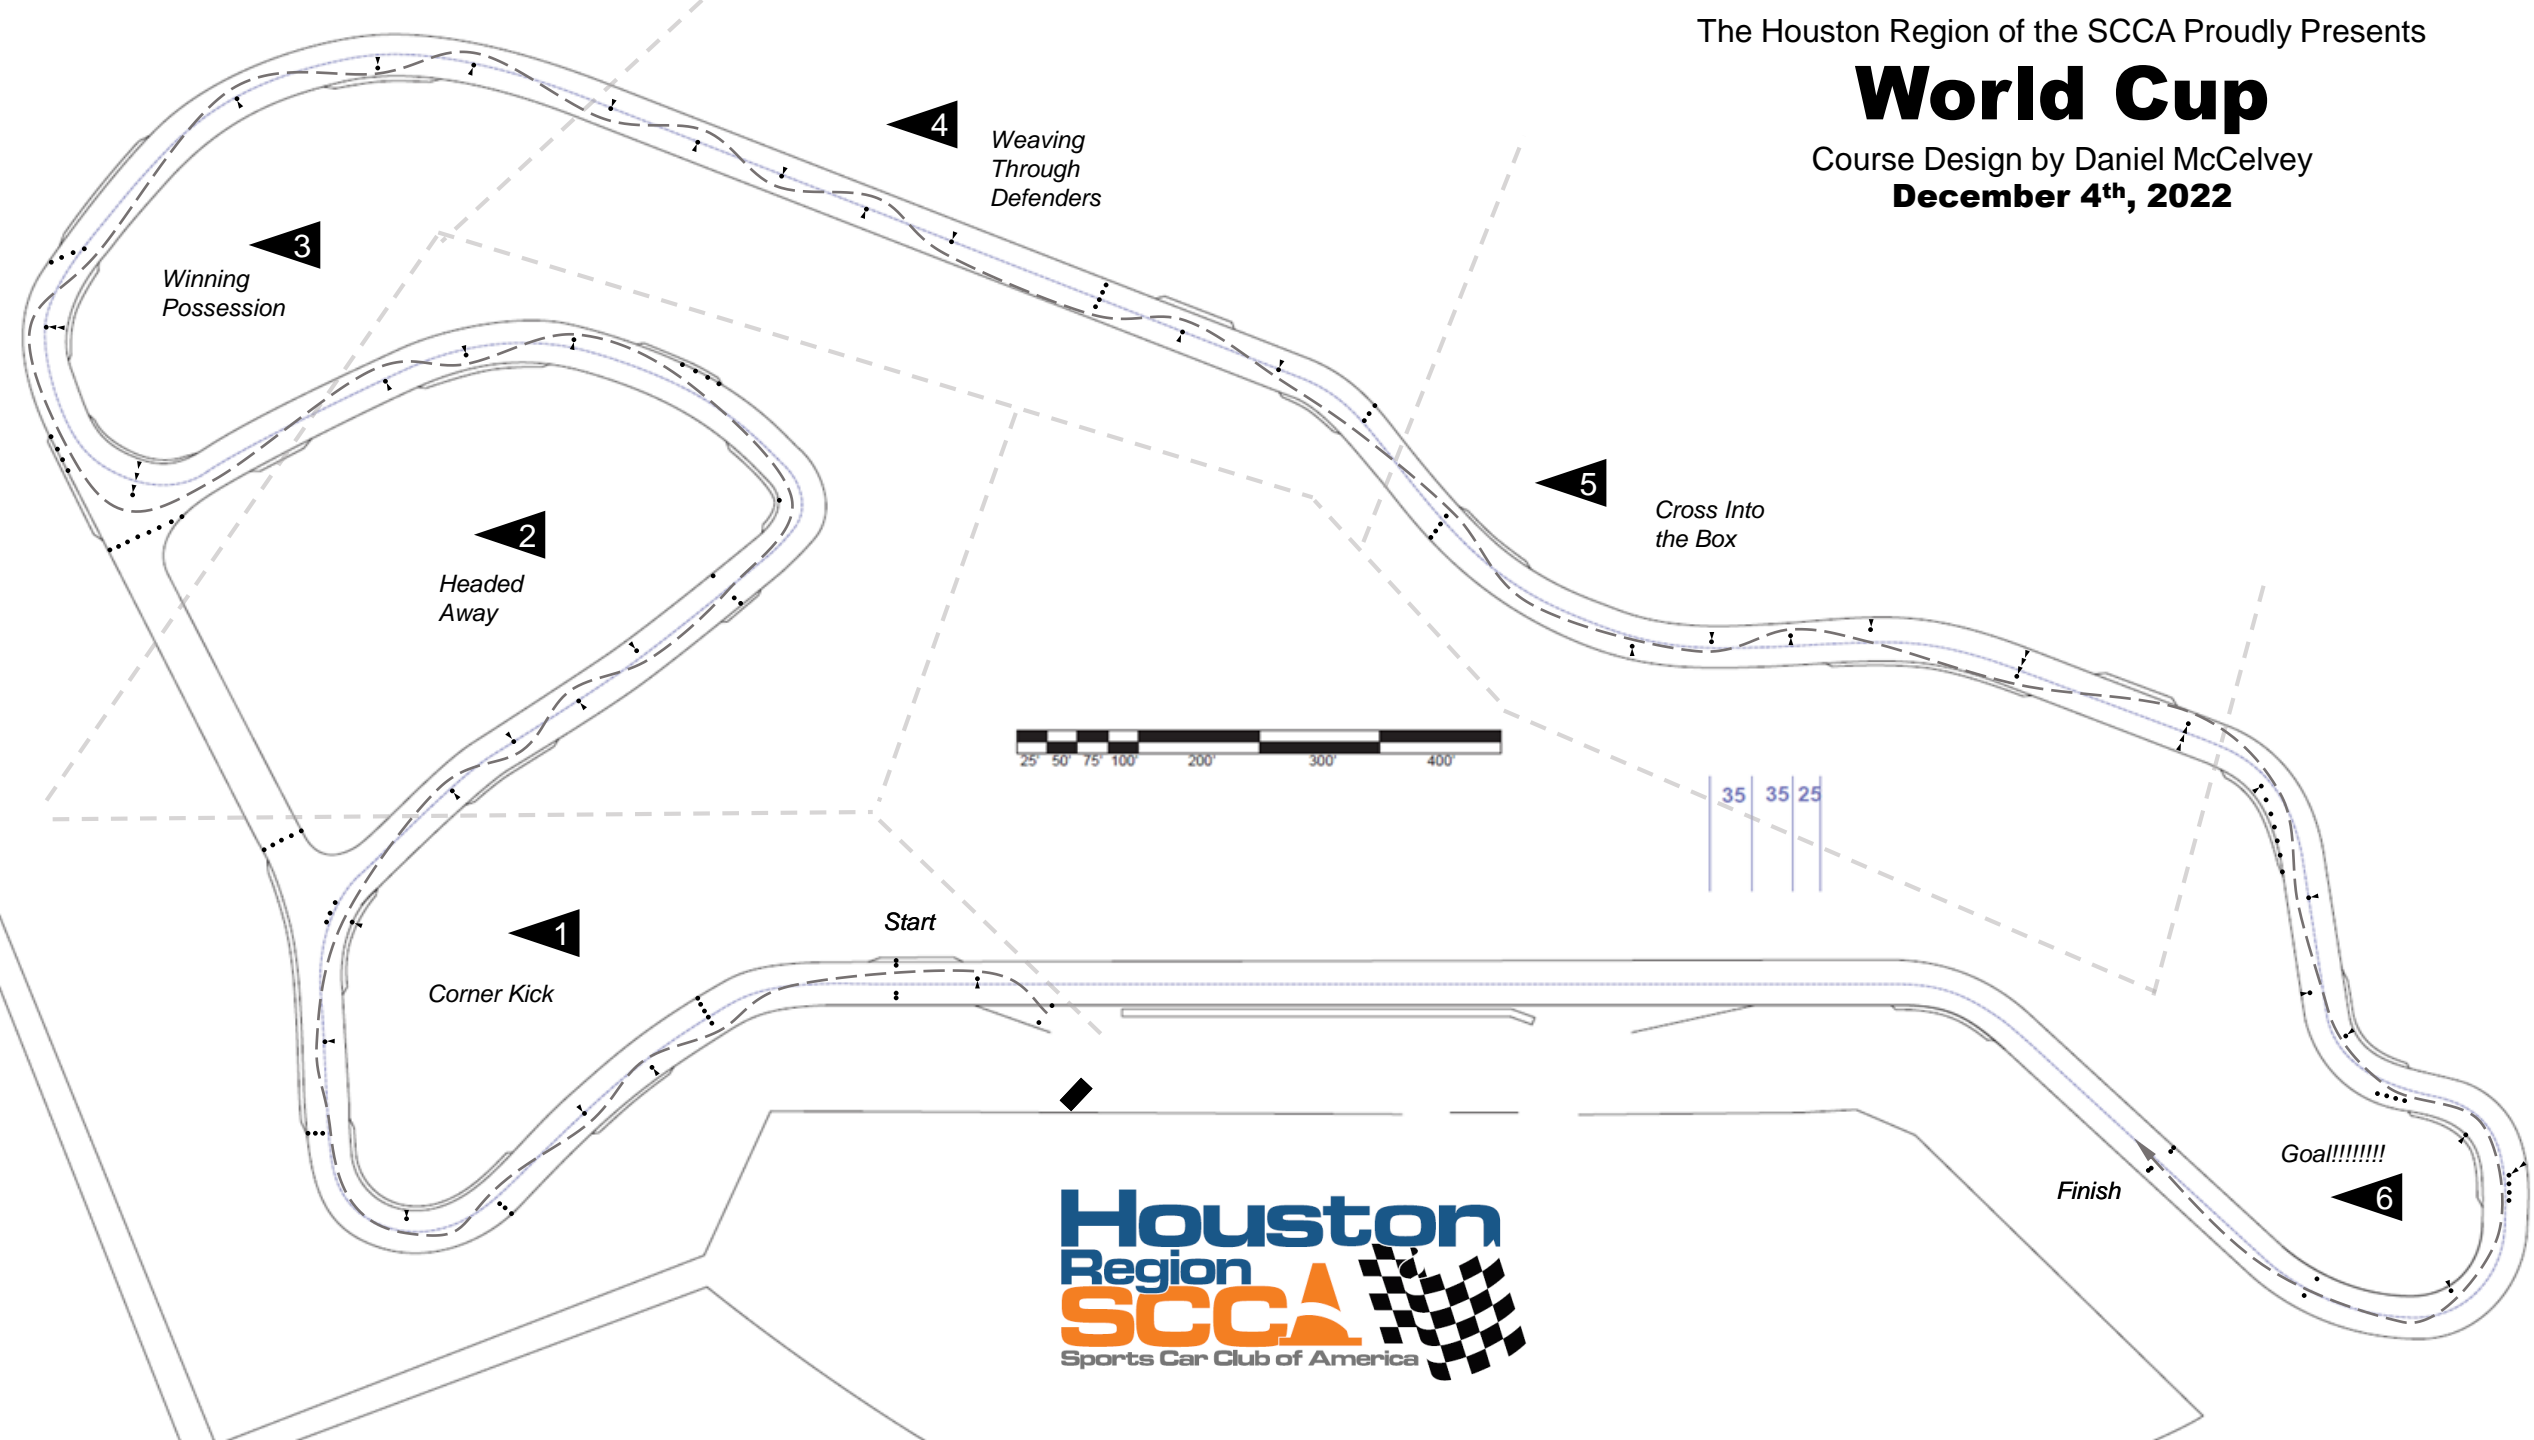 The Houston Region of the SCCA Proudly Presents
World Cup
Course Design by Daniel McCelvey
December 4th, 2022
4
Weaving
Through
Defenders
3
Winning
Possession
5
Cross Into
the Box
2
Headed
Away
25' 50' 75' 100' 200' 300' 400'
35 35 25
1
Start
Corner Kick
Goal!!!!!!!!
6
Finish
Houston
Region
SCCA
Sports Car Club of America